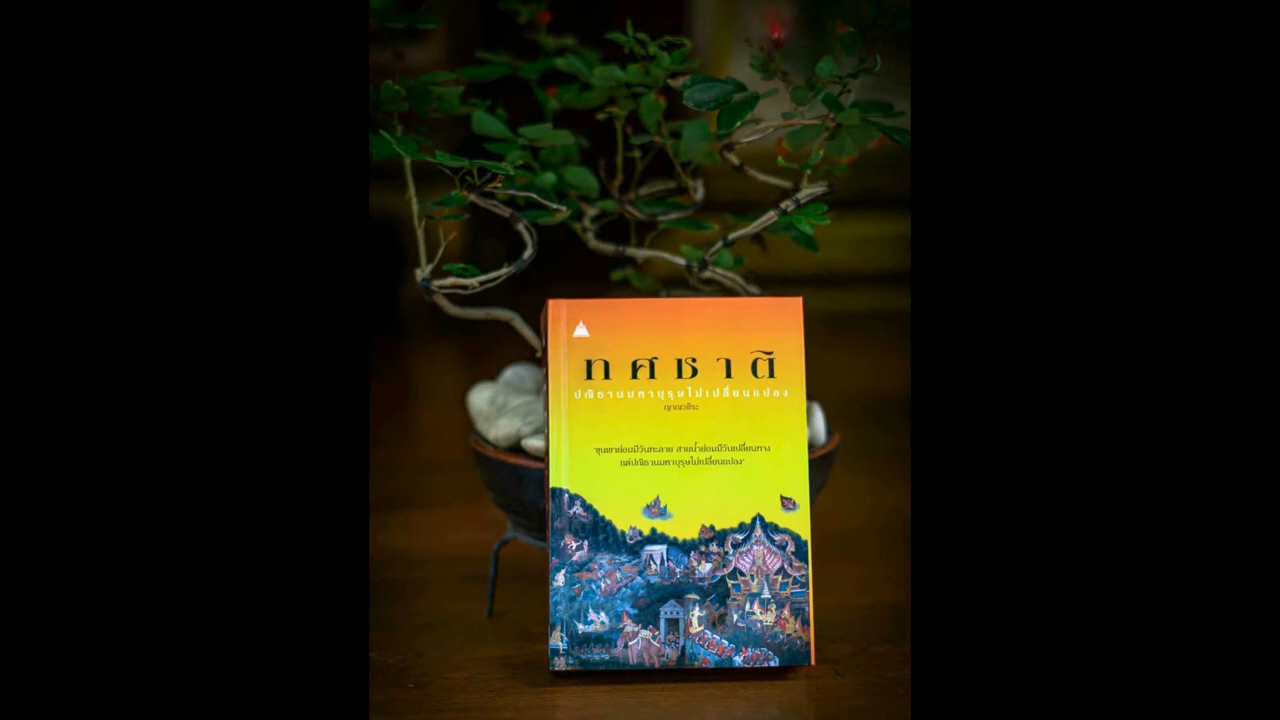 ทศชาติ
ปณิธานมหาบุรุษไม่เปลี่ยนแปลง
ญาณวชิระ
"ขุนเขาย่อมมีวันทะลาย สายน้ำย่อมมีวันเปลี่ยนทาง
แต่ปณิธานมหาบุรุษไม่เปลี่ยนแปลง"